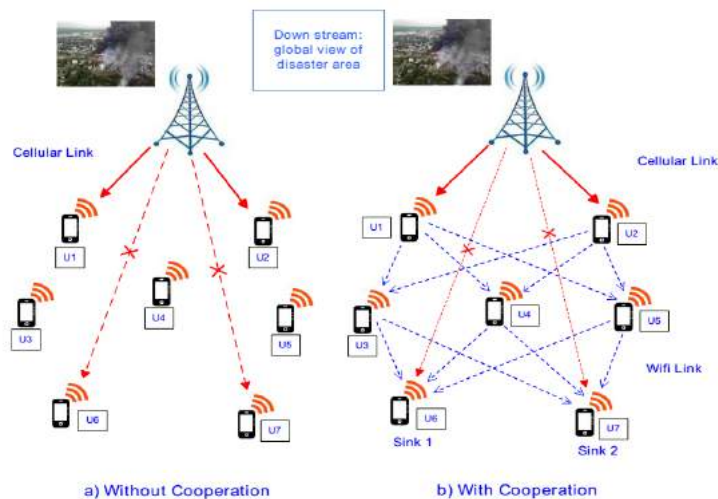 Down stream:
global view of
disaster area
Cellular Link
U1
U2
U3
U4
U5
U6
U7
a) Without Cooperation
Cellular Link
U1
U2
U3
U4
U5
Wifi Link
U6
U7
Sink 1
Sink 2
b) With Cooperation